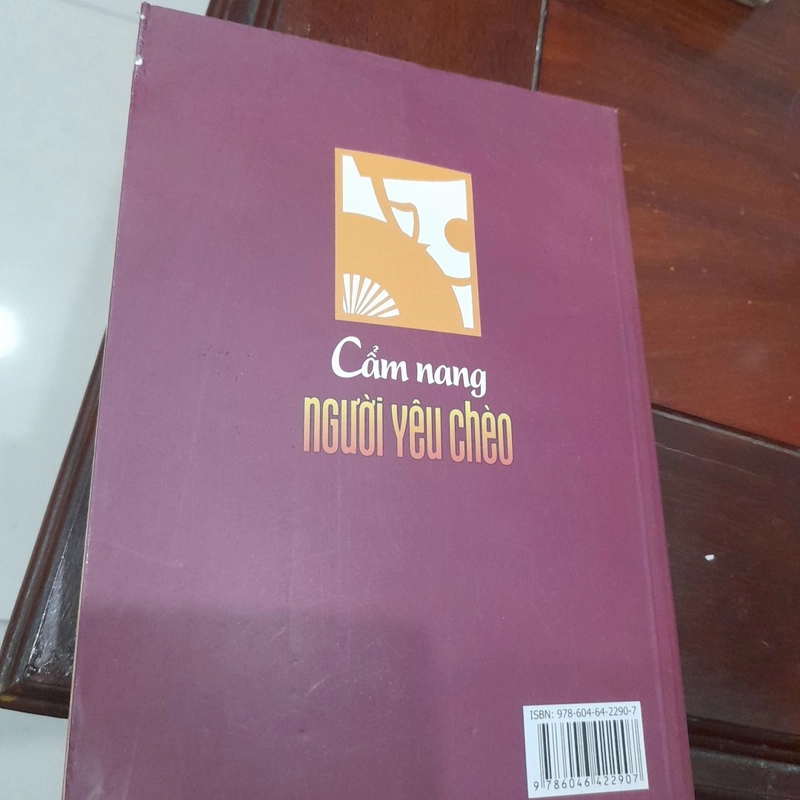 Cẩm nang
người yêu chèo
ISBN: 978-604-64-2290-7
9 786046 422907